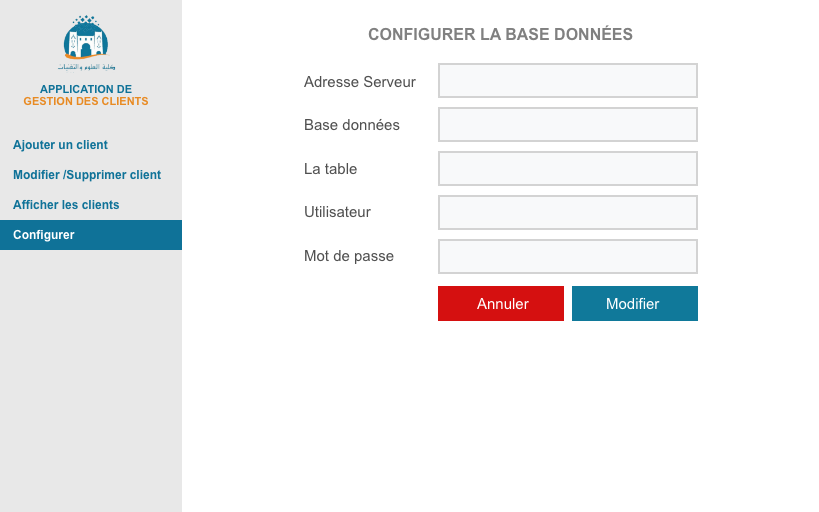 كلية العلوم و التقنيات
APPLICATION DE
GESTION DES CLIENTS
Ajouter un client
Modifier /Supprimer client
Afficher les clients
Configurer
CONFIGURER LA BASE DONNÉES
Adresse Serveur
Base données
La table
Utilisateur
Mot de passe
Annuler
Modifier